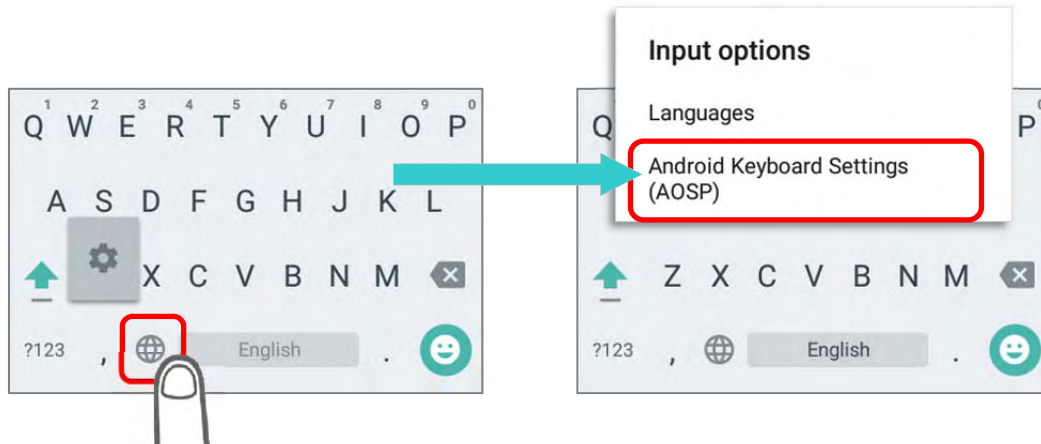 1 2 3 4 5 6 7 8 9 0
Q W E R T Y U I O P
A S D F G H J K L
X C V B N M
?123 , English .
Input options
Languages
Android Keyboard Settings
(AOSP)
Q P
Z X C V B N M
?123 , English .